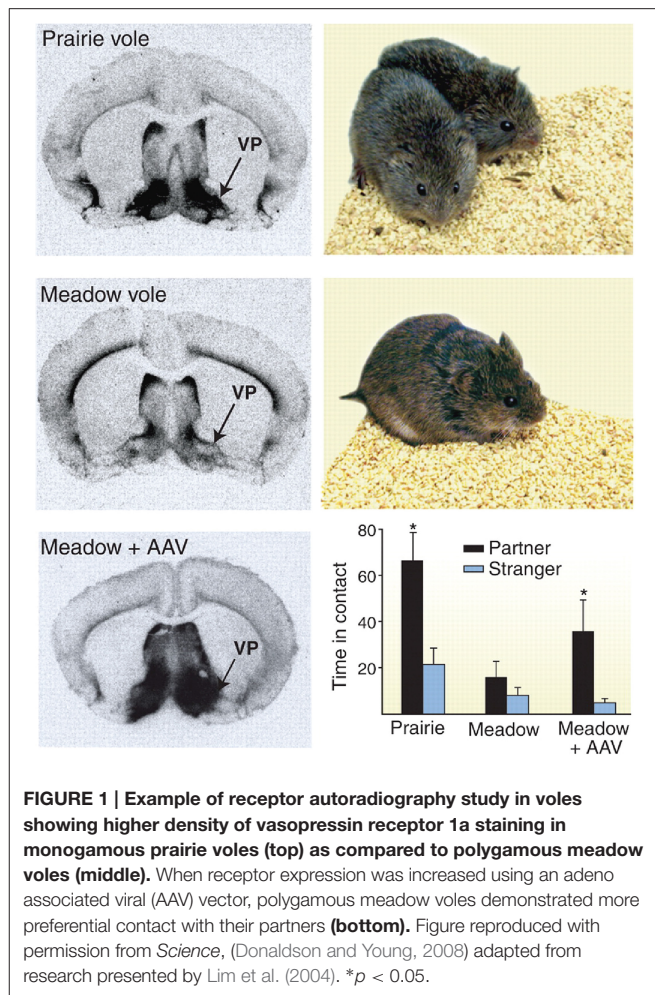 Prairie vole
VP
Meadow vole
VP
Meadow + AAV
VP
80
60
40
20
Time in contact
*
*
Partner
Stranger
Prairie
Meadow
Meadow
+ AAV
FIGURE 1 | Example of receptor autoradiography study in voles
showing higher density of vasopressin receptor 1a staining in
monogamous prairie voles (top) as compared to polygamous meadow
voles (middle). When receptor expression was increased using an adeno
associated viral (AAV) vector, polygamous meadow voles demonstrated more
preferential contact with their partners (bottom). Figure reproduced with
permission from Science, (Donaldson and Young, 2008) adapted from
research presented by Lim et al. (2004). *p < 0.05.